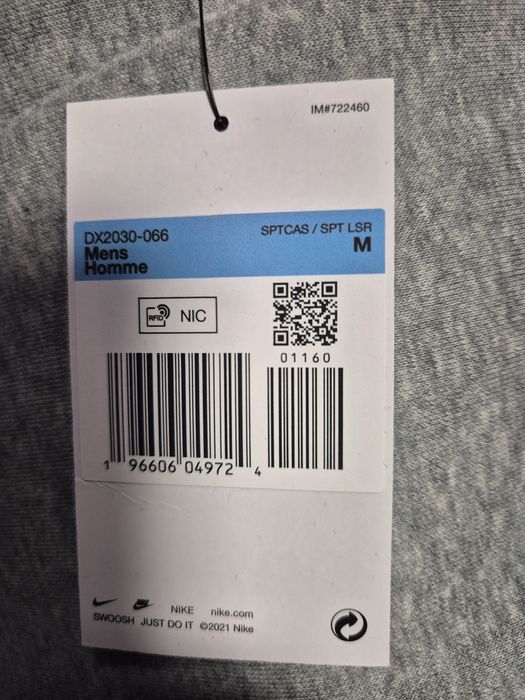 IM#722460
DX2030-066 SPTCAS / SPT LSR
Mens M
Homme
RFID NIC
01160
1 96606 04972 4
NIKE nike.com
SWOOSH JUST DO IT ©2021 Nike